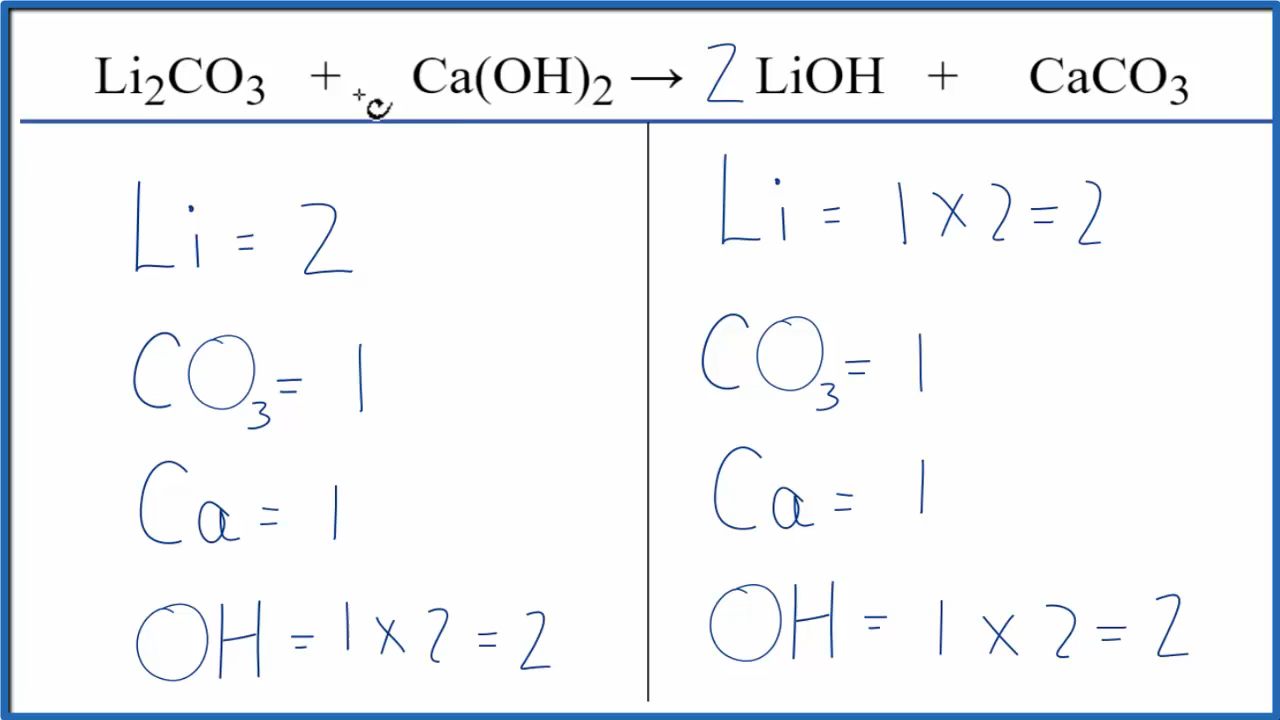 Li₂CO₃ + Ca(OH)₂ → 2 LiOH + CaCO₃
Li = 2
CO₃ = 1
Ca = 1
OH = 1 x 2 = 2
Li = 1 x 2 = 2
CO₃ = 1
Ca = 1
OH = 1 x 2 = 2